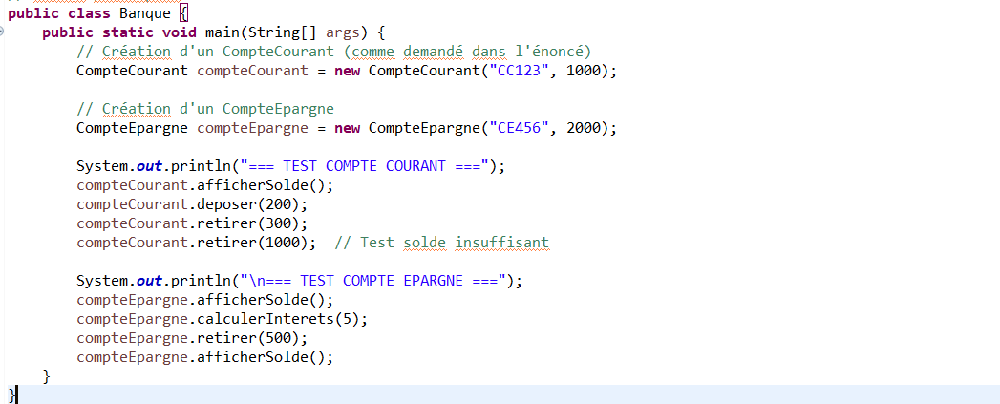 public class Banque {
    public static void main(String[] args) {
        // Création d'un CompteCourant (comme demandé dans l'énoncé)
        CompteCourant compteCourant = new CompteCourant("CC123", 1000);

        // Création d'un CompteEpargne
        CompteEpargne compteEpargne = new CompteEpargne("CE456", 2000);

        System.out.println("=== TEST COMPTE COURANT ===");
        compteCourant.afficherSolde();
        compteCourant.deposer(200);
        compteCourant.retirer(300);
        compteCourant.retirer(1000);  // Test solde insuffisant

        System.out.println("\n=== TEST COMPTE EPARGNE ===");
        compteEpargne.afficherSolde();
        compteEpargne.calculerInterets(5);
        compteEpargne.retirer(500);
        compteEpargne.afficherSolde();
    }
}